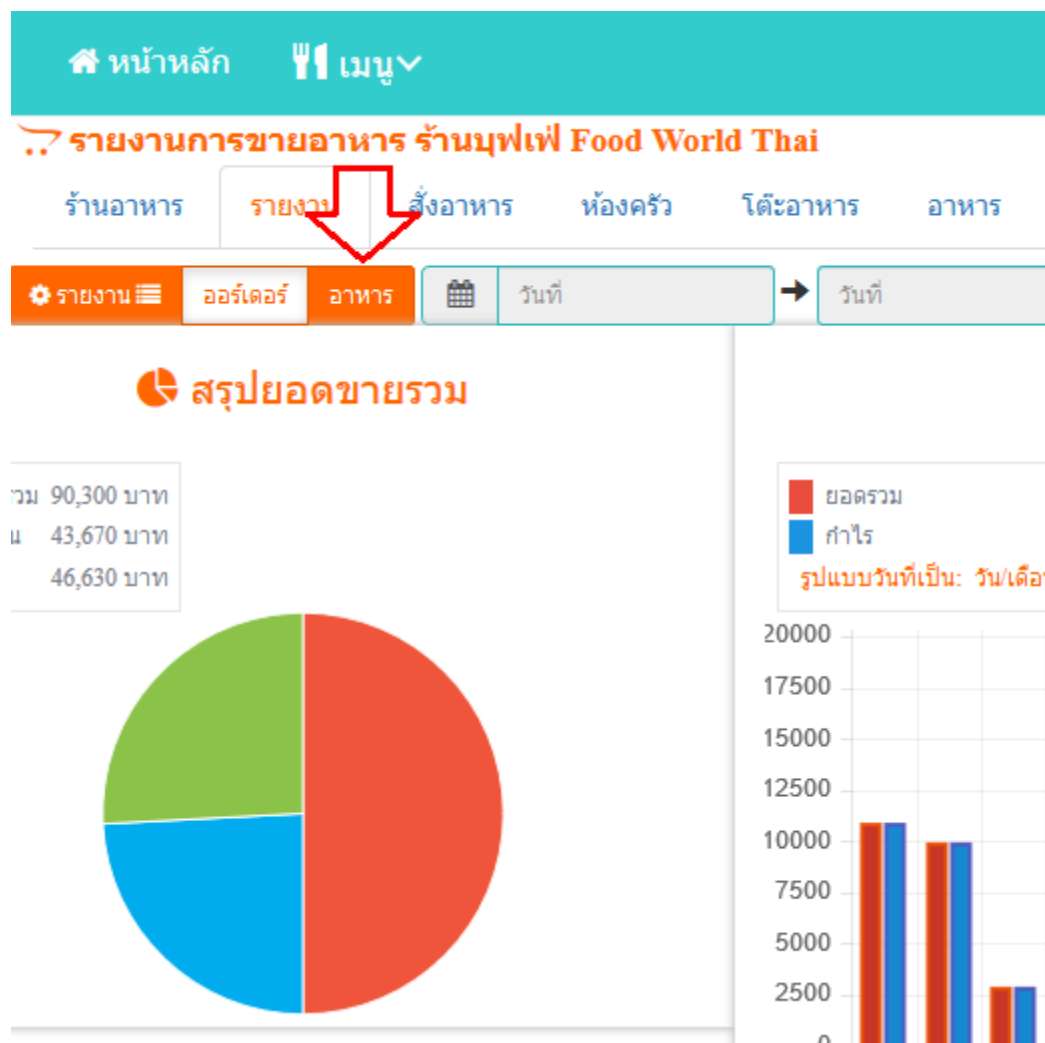 หน้าหลัก เมนู
รายงานการขายอาหาร ร้านบุฟเฟ่ Food World Thai
ร้านอาหาร รายงาน สั่งอาหาร ห้องครัว โต๊ะอาหาร อาหาร
รายงาน ออร์เดอร์ อาหาร วันที่ วันที่
สรุปยอดขายรวม
90,300 บาท
43,670 บาท
46,630 บาท
ยอดรวม
กำไร
รูปแบบวันที่เป็น: วัน/เดือ
20000
17500
15000
12500
10000
7500
5000
2500
0